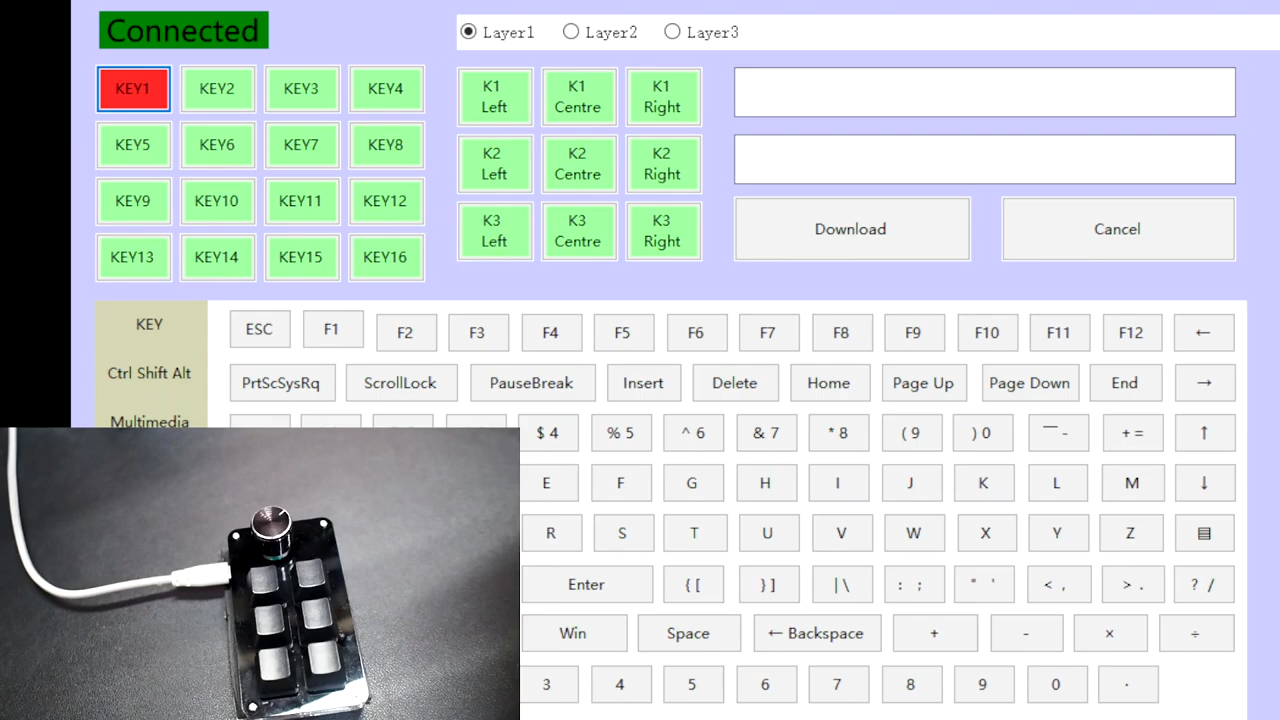 Connected
Layer1 Layer2 Layer3
KEY1 KEY2 KEY3 KEY4
KEY5 KEY6 KEY7 KEY8
KEY9 KEY10 KEY11 KEY12
KEY13 KEY14 KEY15 KEY16
K1 Left
K1 Centre
K1 Right
K2 Left
K2 Centre
K2 Right
K3 Left
K3 Centre
K3 Right
Download Cancel
KEY
Ctrl Shift Alt
Multimedia
ESC F1 F2 F3 F4 F5 F6 F7 F8 F9 F10 F11 F12 ←
PrtScSysRq ScrollLock PauseBreak Insert Delete Home Page Up Page Down End →
$ 4 % 5 ^ 6 & 7 * 8 ( 9 ) 0 — - + = ↑
E F G H I J K L M ↓
R S T U V W X Y Z ▤
Enter { [ } ] | \ : ; " ' < , > . ? /
Win Space ← Backspace + - × ÷
3 4 5 6 7 8 9 0 .